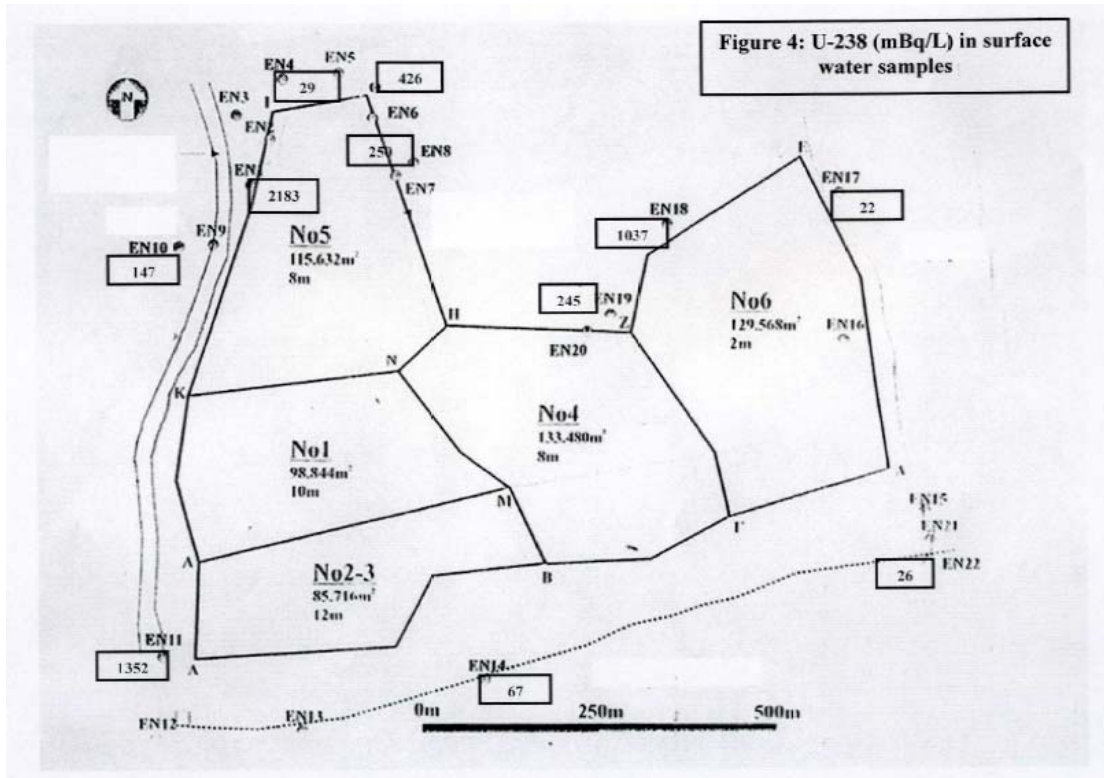 Figure 4: U-238 (mBq/L) in surface
water samples
N
EN4
EN5
29
426
I
EN3
EN6
EN8
EN7
2183
E
EN17
22
EN18
1037
EN9
EN10
147
No5
115.632m²
8m
245
EN19
No6
129.568m²
2m
EN16
H
Z
EN20
N
K
No4
133.480m²
8m
No1
98.844m²
10m
M
EN15
Γ
EN21
EN22
26
A
B
No2-3
85.716m²
12m
EN11
1352
EN14
67
EN12
EN13
0m
250m
500m